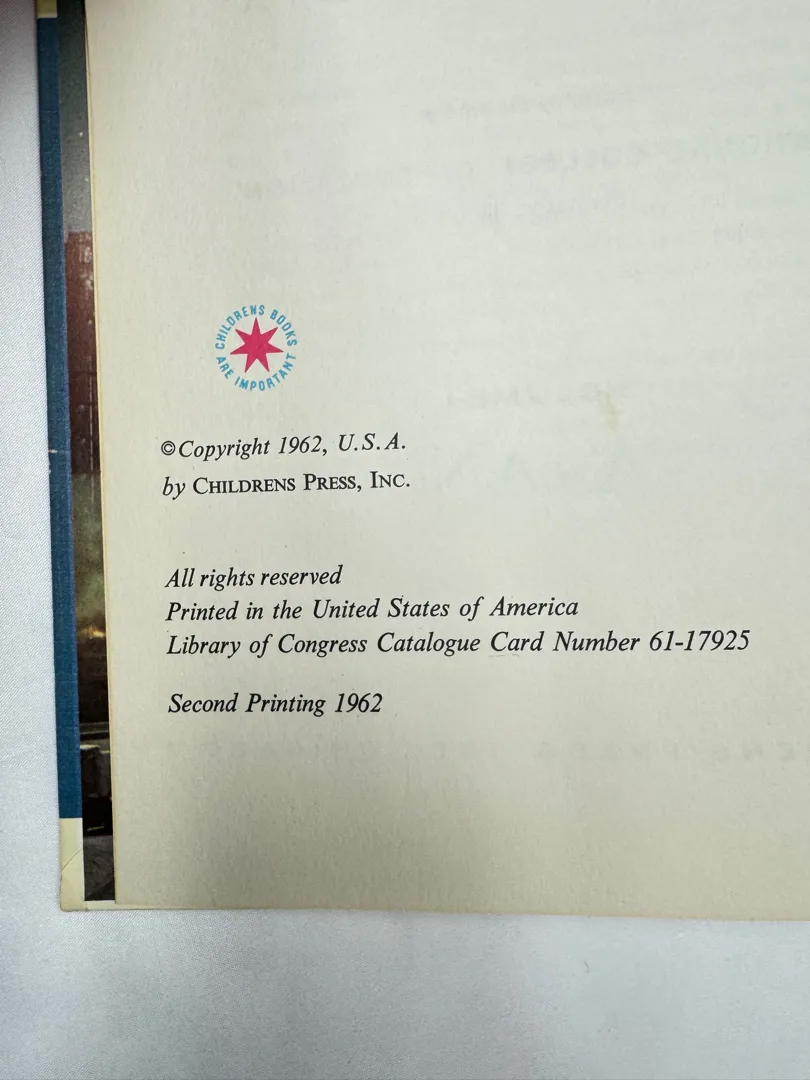 CHILDRENS BOOKS
ARE IMPORTANT
© Copyright 1962, U.S.A.
by CHILDRENS PRESS, INC.
All rights reserved
Printed in the United States of America
Library of Congress Catalogue Card Number 61-17925
Second Printing 1962